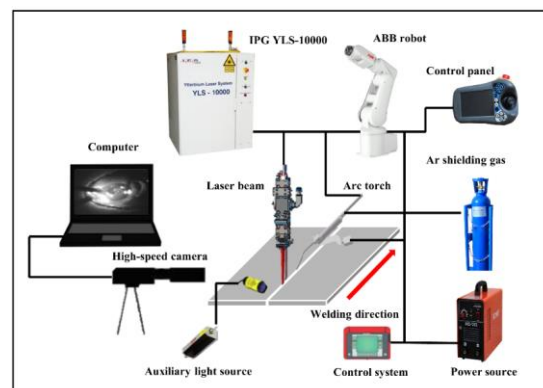 IPG YLS-10000
ABB robot
Control panel
Ytterbium Laser System
YLS - 10000
Computer
Laser beam
Arc torch
Ar shielding gas
High-speed camera
Welding direction
Auxiliary light source
Control system
Power source